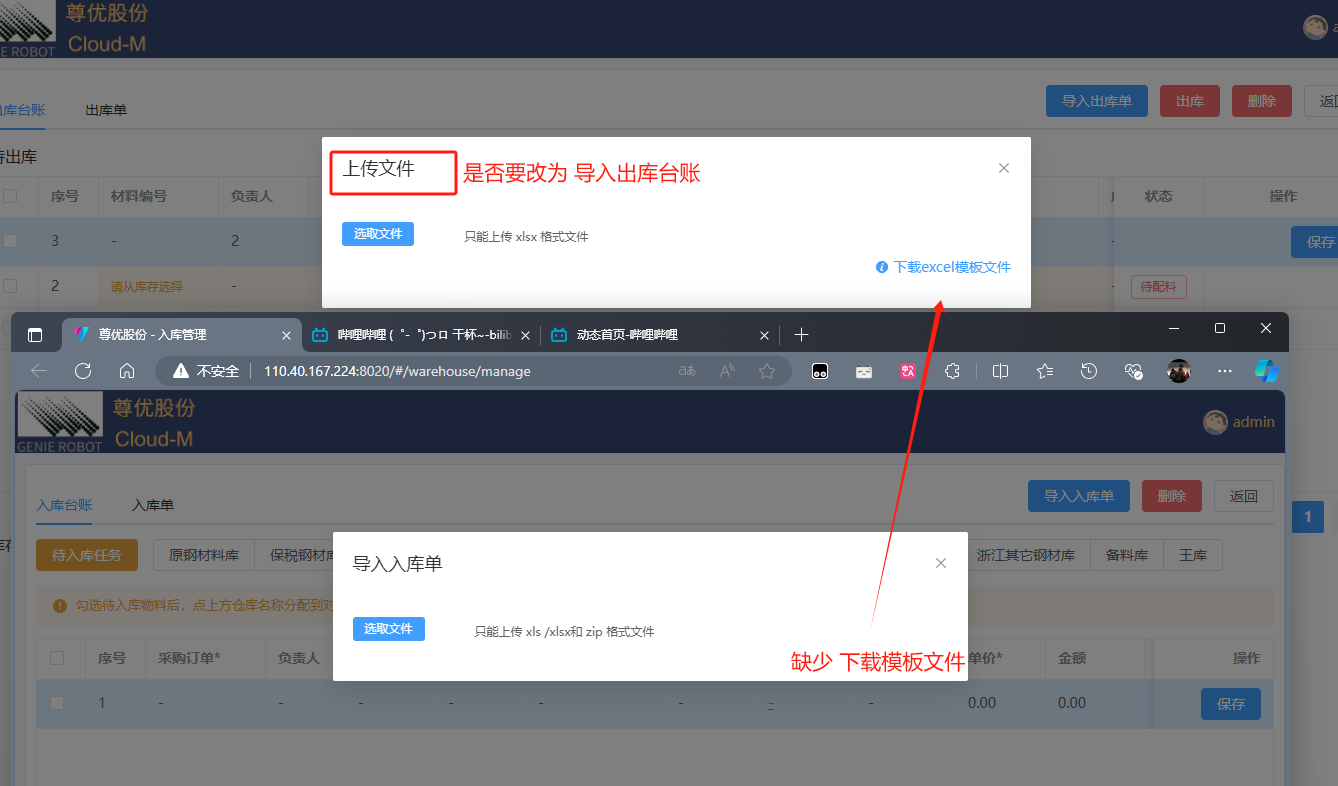 尊优股份
Cloud-M
E ROBOT
出库台账
出库单
导入出库单
出库
删除
待出库
上传文件
是否要改为 导入出库台账
序号
材料编号
负责人
状态
操作
选取文件
只能上传 xlsx 格式文件
3
-
2
保存
下载excel模板文件
2
请从库存选择
-
待配料
尊优股份 - 入库管理
哔哩哔哩 ( ゜- ゜)つロ 干杯~-bilib
动态首页-哔哩哔哩
不安全
110.40.167.224:8020/#/warehouse/manage
尊优股份
Cloud-M
GENIE ROBOT
admin
入库台账
入库单
导入入库单
删除
返回
1
待入库任务
原钢材料库
保税钢材库
浙江其它钢材库
备料库
王库
导入入库单
勾选待入库物料后，点上方仓库名称分配到对
选取文件
只能上传 xls /xlsx和 zip 格式文件
缺少 下载模板文件
序号
采购订单*
负责人
单价*
金额
操作
1
-
-
-
-
-
-
-
-
0.00
0.00
保存